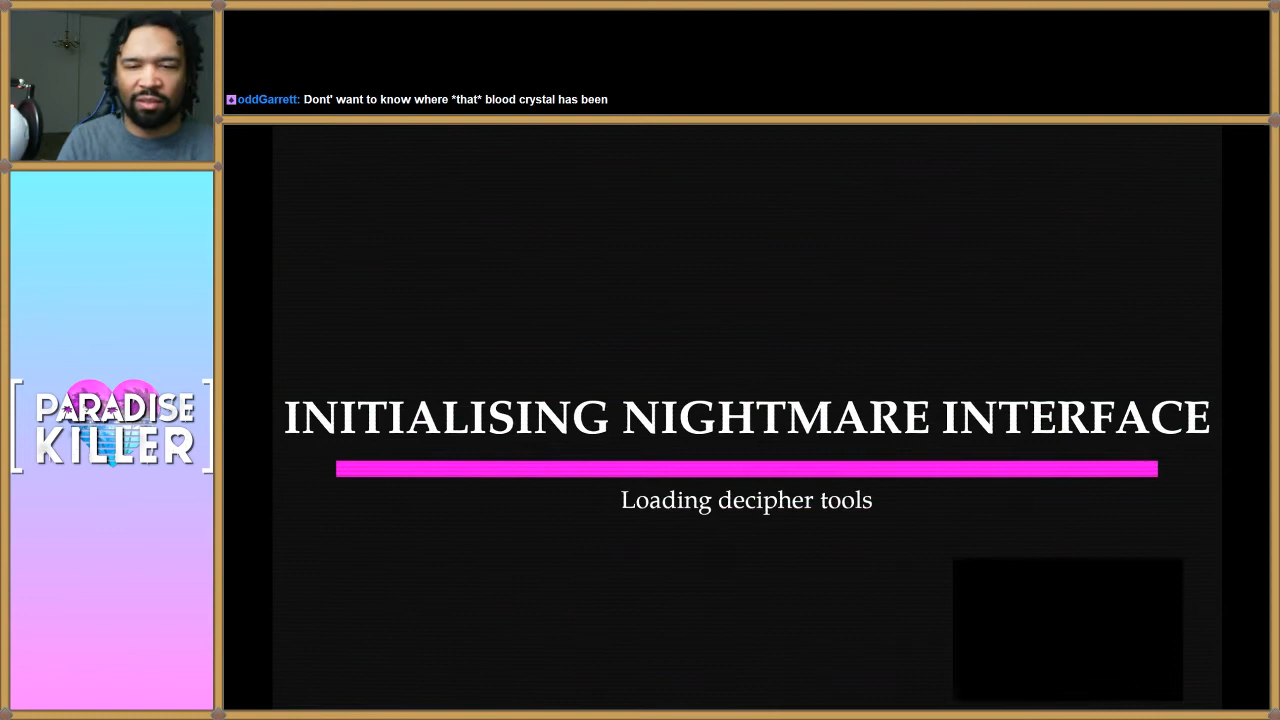 oddGarrett: Dont' want to know where *that* blood crystal has been
PARADISE
KILLER
INITIALISING NIGHTMARE INTERFACE
Loading decipher tools